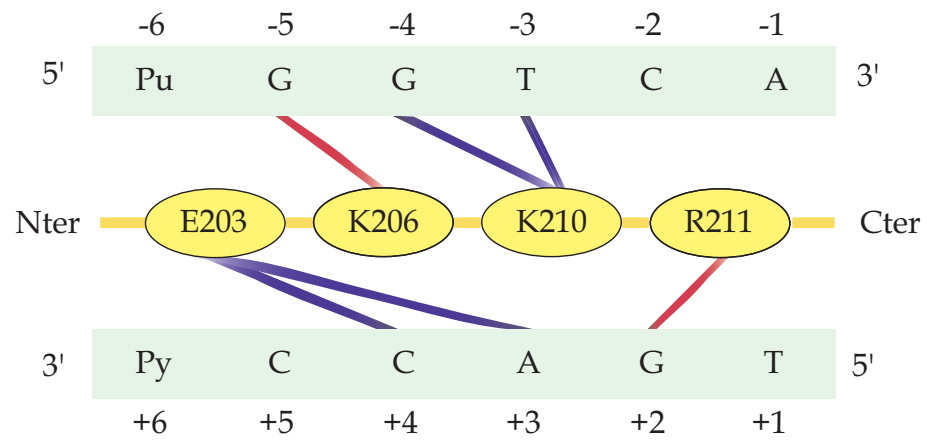 -6 -5 -4 -3 -2 -1
5' Pu G G T C A 3'
Nter E203 K206 K210 R211 Cter
3' Py C C A G T 5'
+6 +5 +4 +3 +2 +1